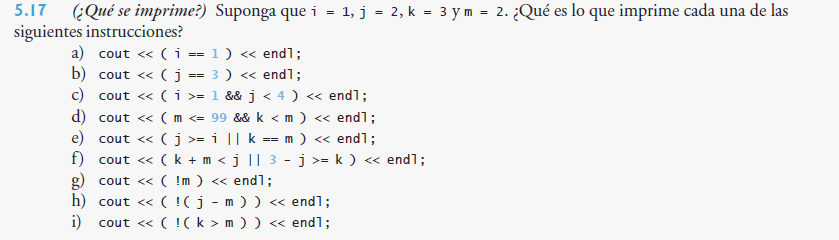 5.17 (¿Qué se imprime?) Suponga que i = 1, j = 2, k = 3 y m = 2. ¿Qué es lo que imprime cada una de las
siguientes instrucciones?
a) cout << ( i == 1 ) << endl;
b) cout << ( j == 3 ) << endl;
c) cout << ( i >= 1 && j < 4 ) << endl;
d) cout << ( m <= 99 && k < m ) << endl;
e) cout << ( j >= i || k == m ) << endl;
f) cout << ( k + m < j || 3 - j >= k ) << endl;
g) cout << ( !m ) << endl;
h) cout << ( !( j - m ) ) << endl;
i) cout << ( !( k > m ) ) << endl;